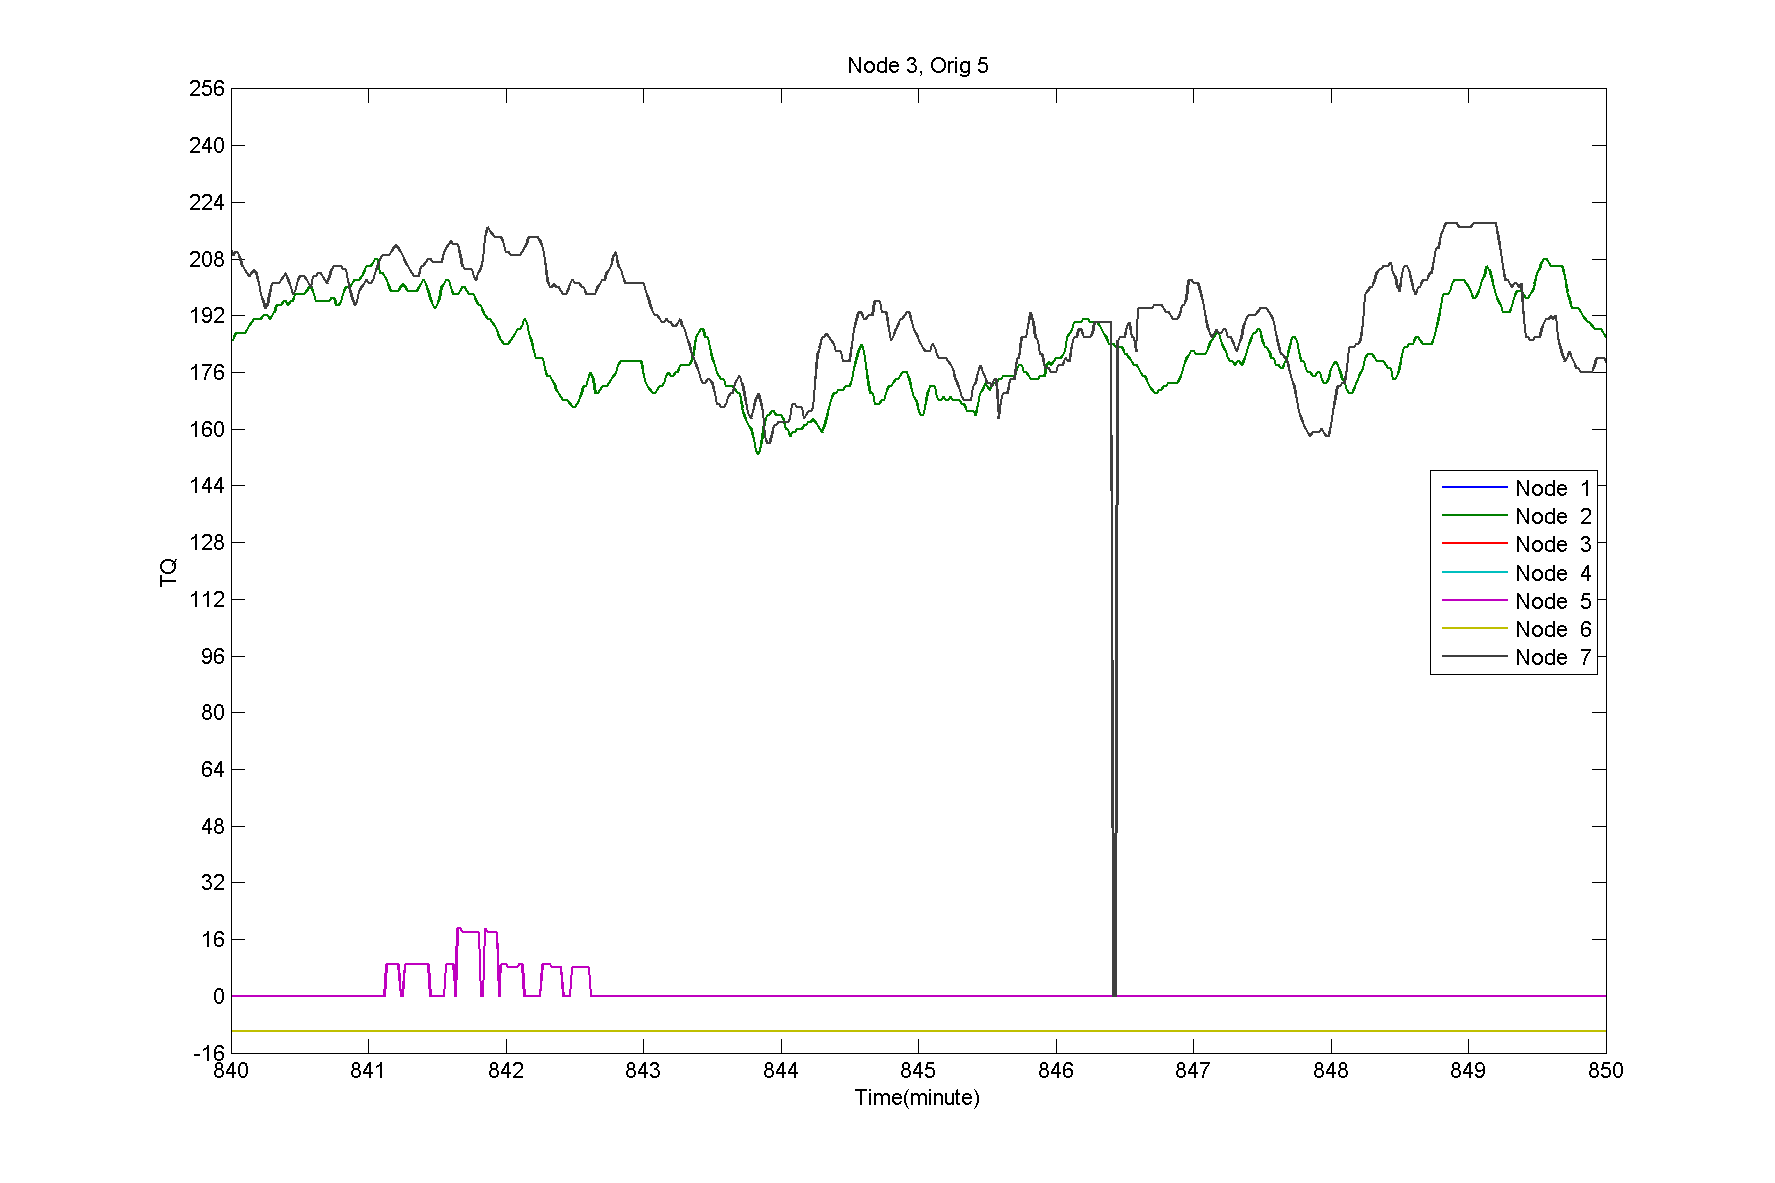 Node 3, Orig 5
256
240
224
208
192
176
160
144
128
112
96
80
64
48
32
16
0
-16
TQ
Node 1
Node 2
Node 3
Node 4
Node 5
Node 6
Node 7
840 841 842 843 844 845 846 847 848 849 850
Time(minute)